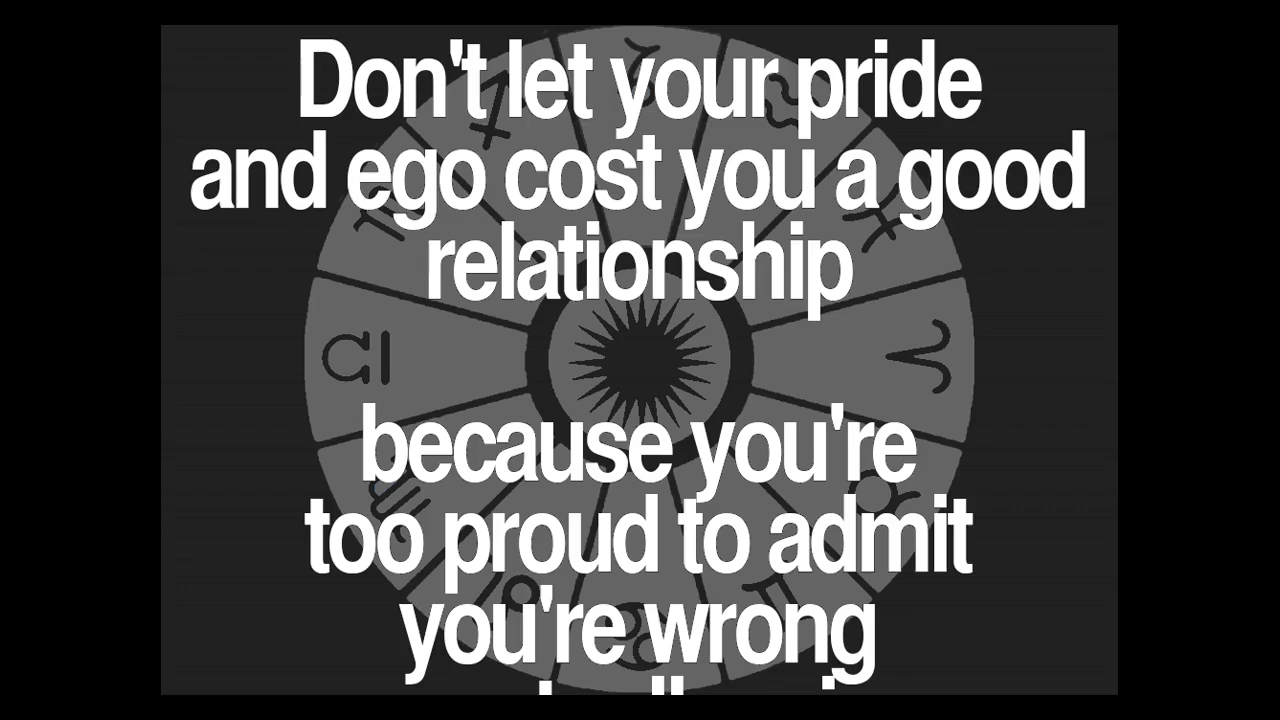 Don't let your pride
and ego cost you a good
relationship
because you're
too proud to admit
you're wrong